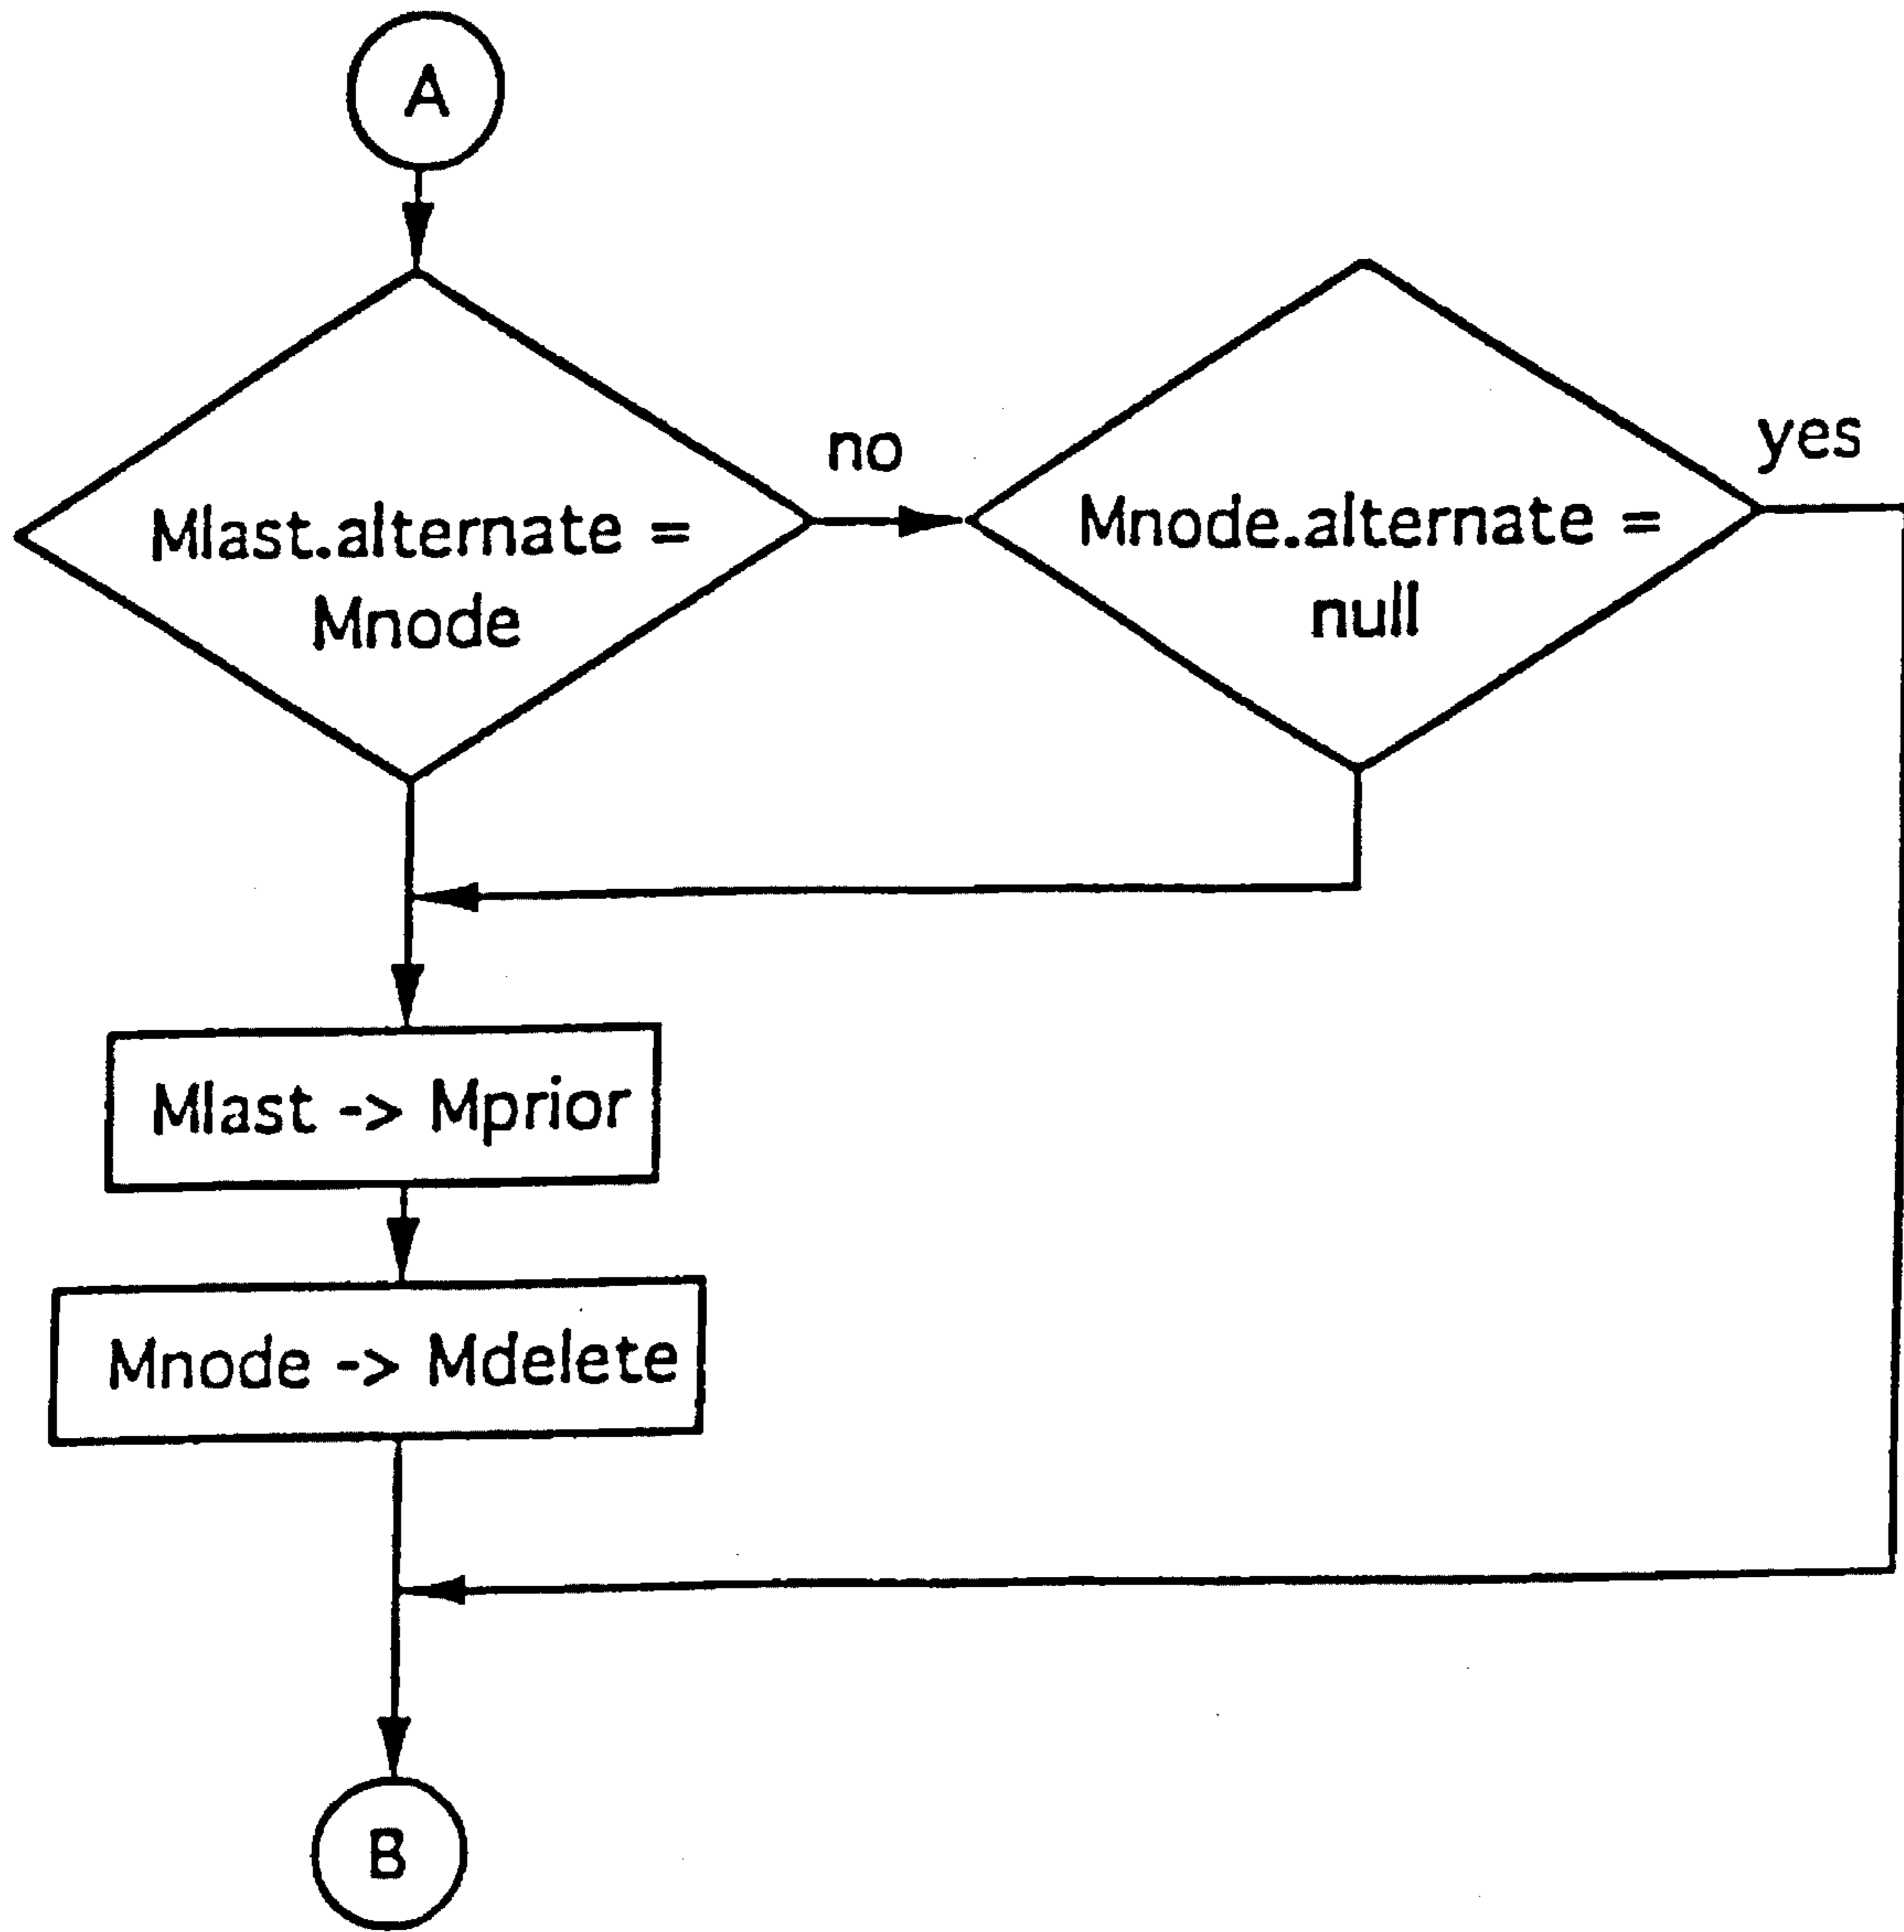 A
Mlast.alternate =
Mnode
no
Mnode.alternate =
null
yes
Mlast -> Mprior
Mnode -> Mdelete
B